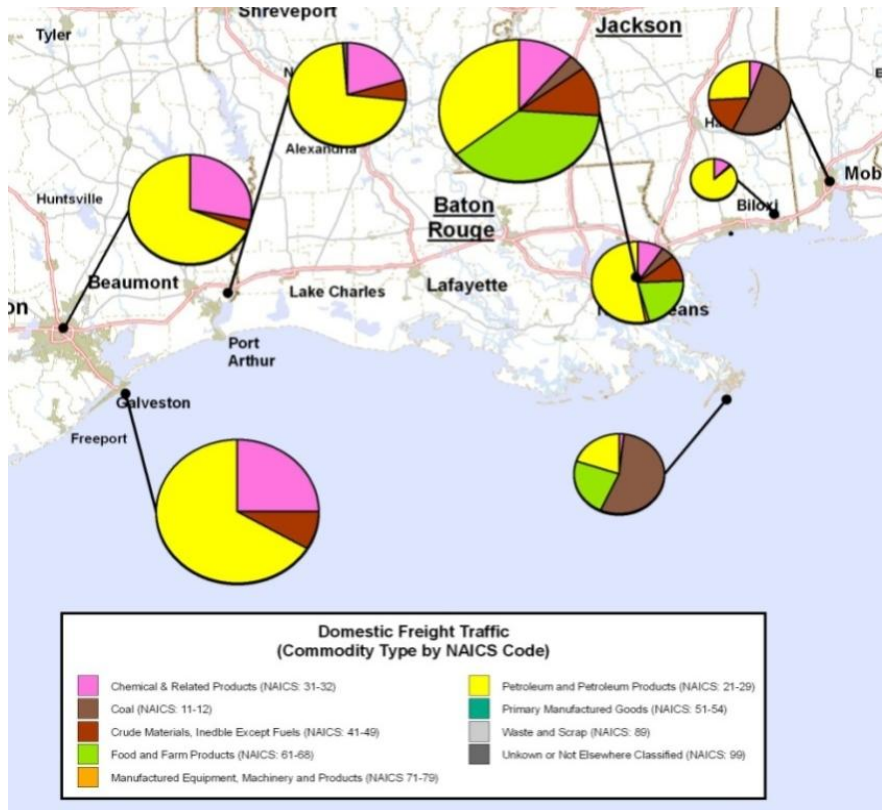 Shreveport
Jackson
Tyler
Alexandria
Huntsville
Baton
Rouge
Biloxi
Mob
Beaumont
Lake Charles
Lafayette
on
Port
Arthur
Galveston
Freeport
Domestic Freight Traffic
(Commodity Type by NAICS Code)
Chemical & Related Products (NAICS: 31-32)
Coal (NAICS: 11-12)
Crude Materials, Inedble Except Fuels (NAICS: 41-49)
Food and Farm Products (NAICS: 61-68)
Manufactured Equipment, Machinery and Products (NAICS 71-79)
Petroleum and Petroleum Products (NAICS: 21-29)
Primary Manufactured Goods (NAICS: 51-54)
Waste and Scrap (NAICS: 89)
Unkown or Not Elsewhere Classified (NAICS: 99)